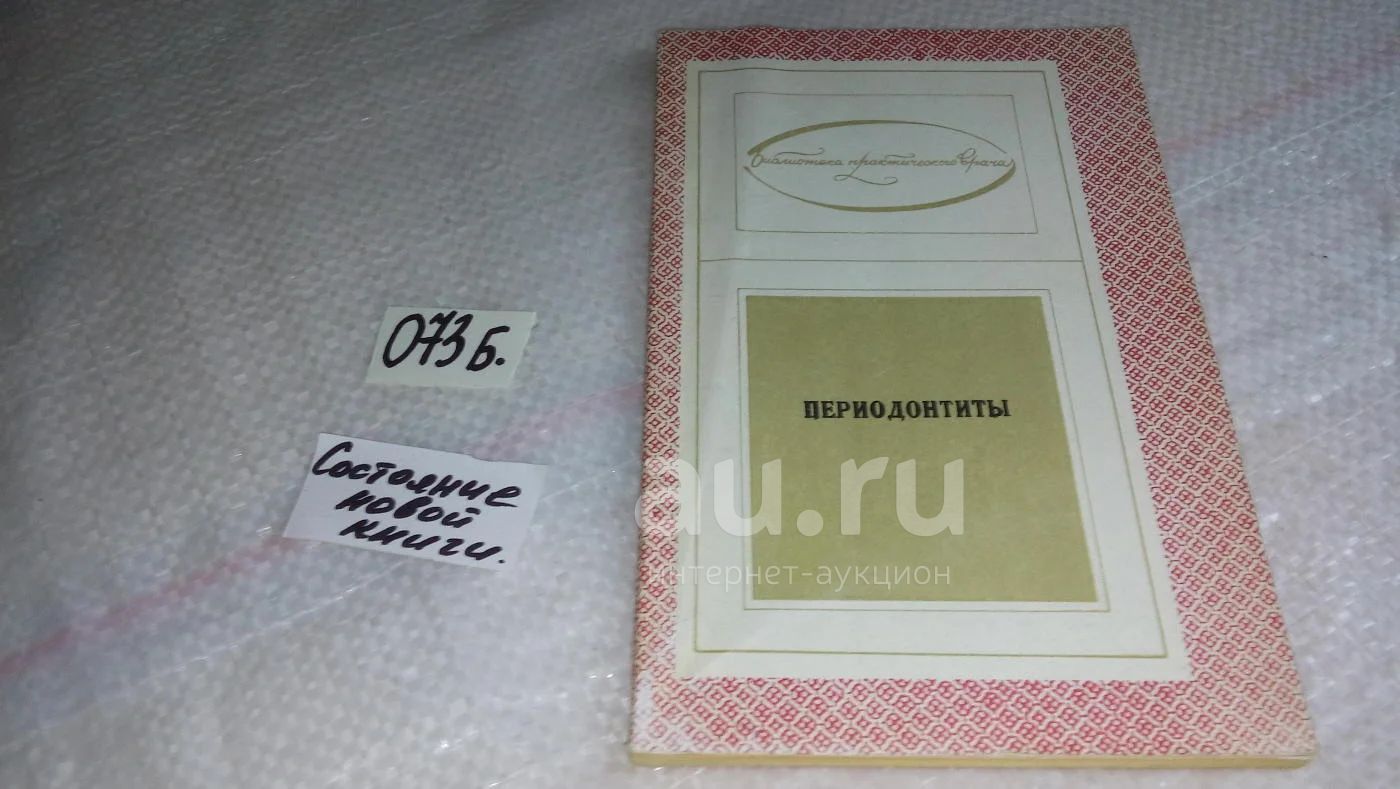 Библиотека практического врача
ПЕРИОДОНТИТЫ
073 Б.
Состояние
новой
книги.
au.ru
интернет-аукцион